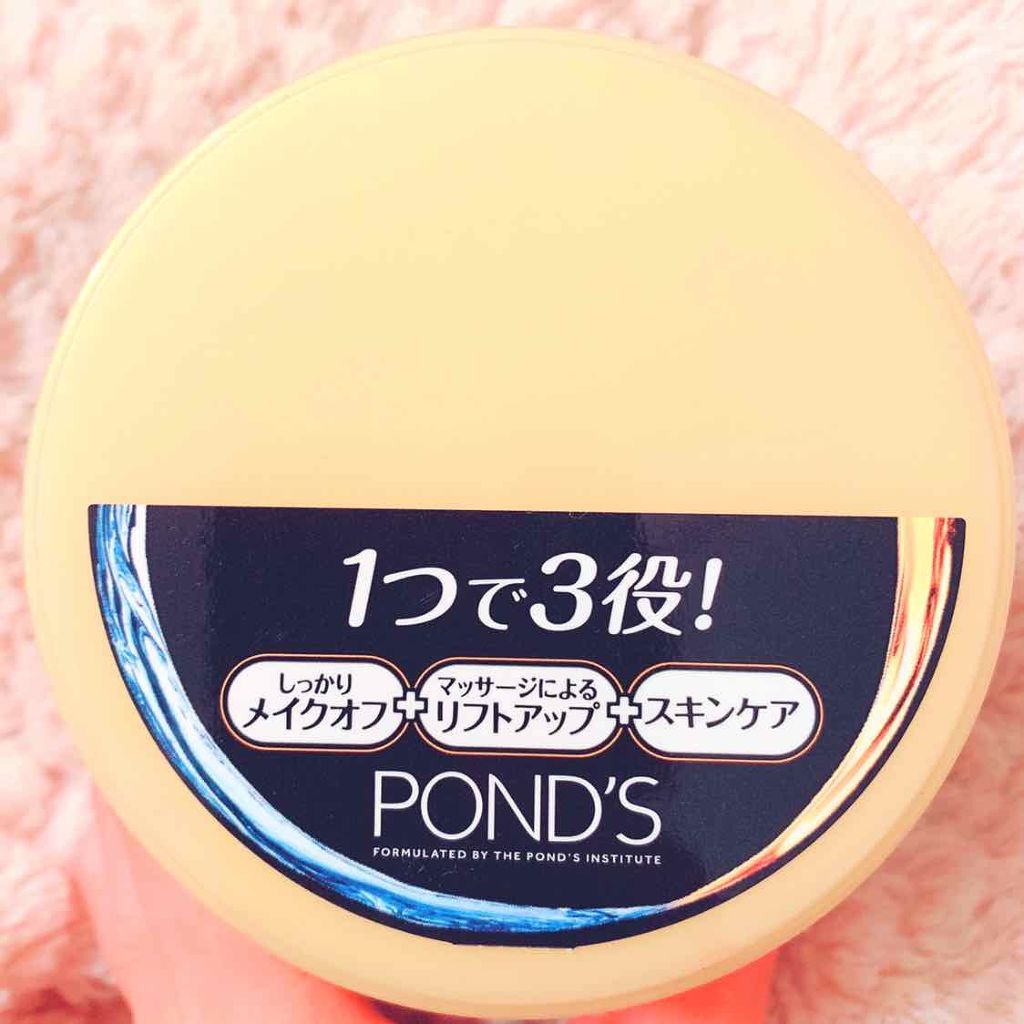 1つで3役!
しっかり
メイクオフ
+
マッサージによる
リフトアップ
+
スキンケア
POND'S
FORMULATED BY THE POND'S INSTITUTE